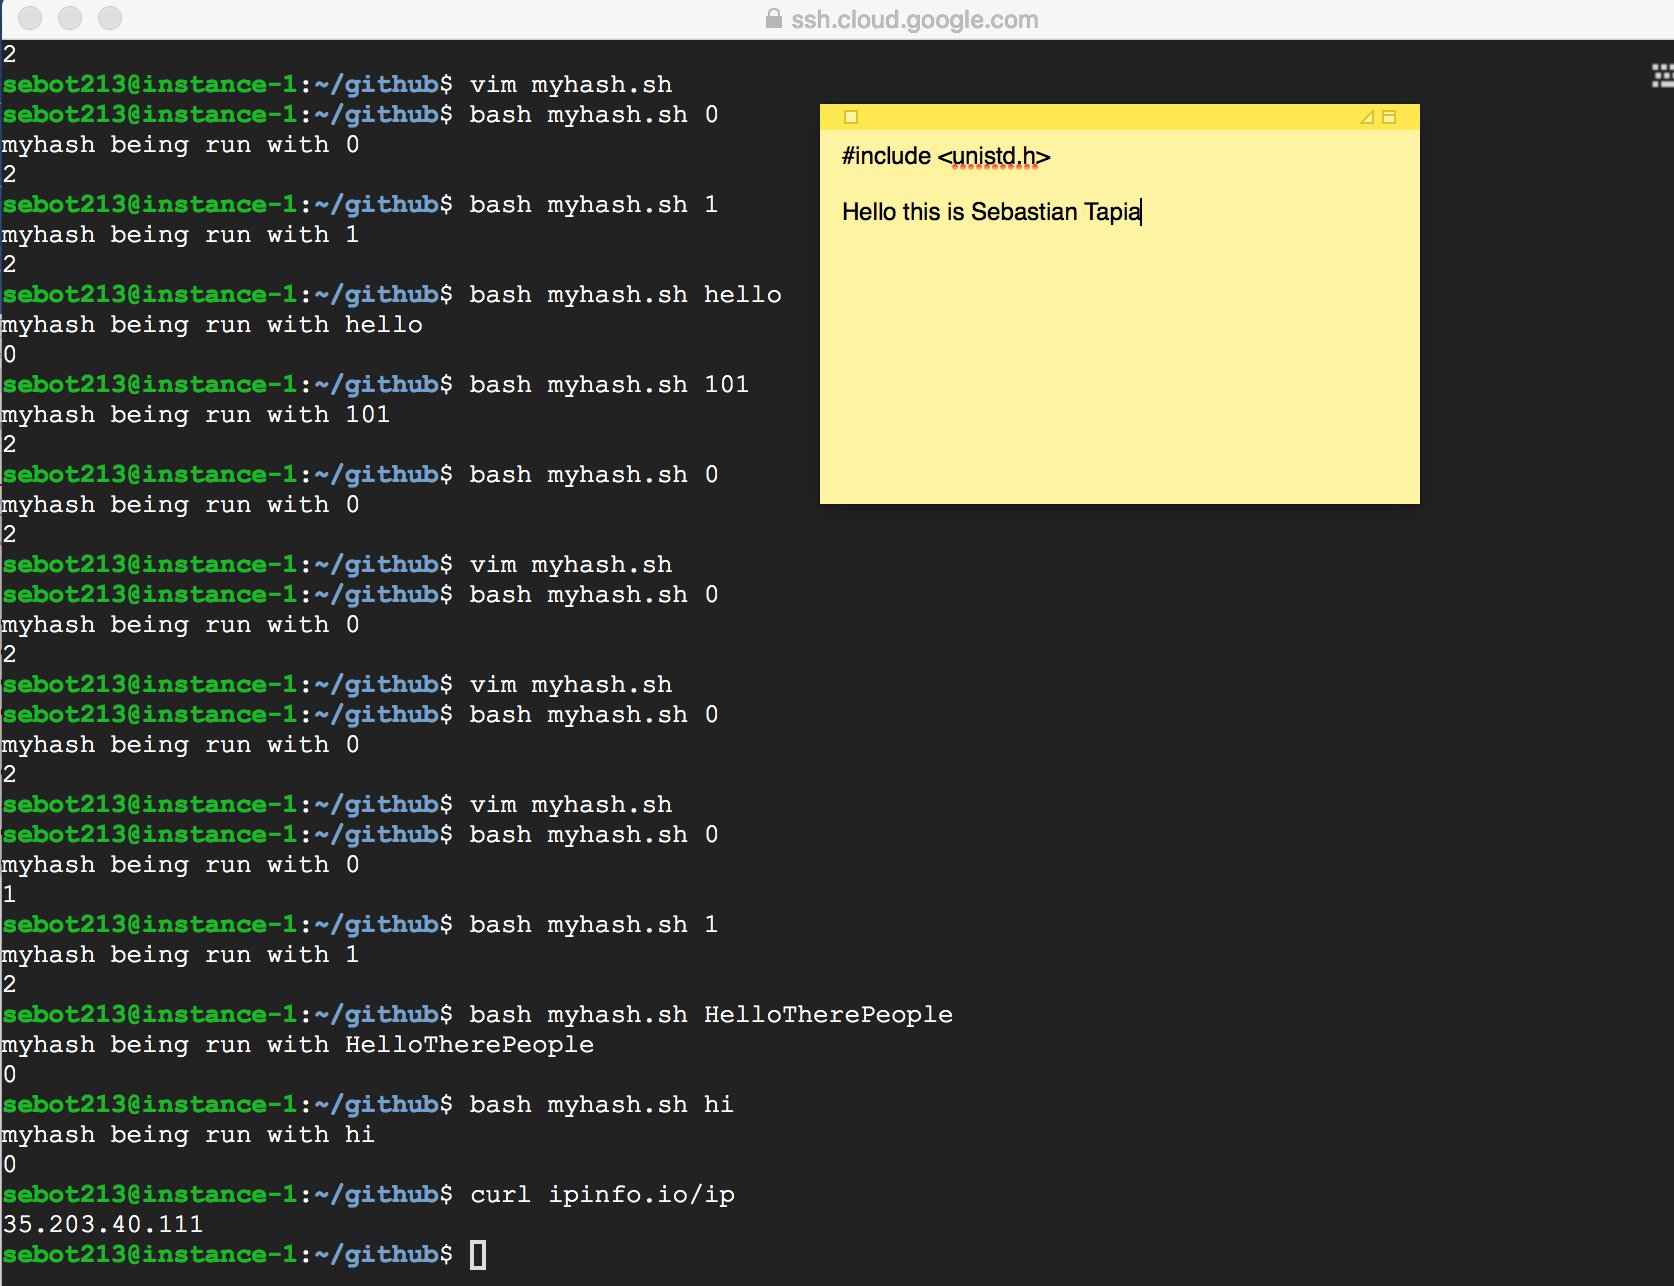 ssh.cloud.google.com
2
sebot213@instance-1:~/github$ vim myhash.sh
sebot213@instance-1:~/github$ bash myhash.sh 0
myhash being run with 0
2
sebot213@instance-1:~/github$ bash myhash.sh 1
myhash being run with 1
2
sebot213@instance-1:~/github$ bash myhash.sh hello
myhash being run with hello
0
sebot213@instance-1:~/github$ bash myhash.sh 101
myhash being run with 101
2
sebot213@instance-1:~/github$ bash myhash.sh 0
myhash being run with 0
2
sebot213@instance-1:~/github$ vim myhash.sh
sebot213@instance-1:~/github$ bash myhash.sh 0
myhash being run with 0
2
sebot213@instance-1:~/github$ vim myhash.sh
sebot213@instance-1:~/github$ bash myhash.sh 0
myhash being run with 0
2
sebot213@instance-1:~/github$ vim myhash.sh
sebot213@instance-1:~/github$ bash myhash.sh 0
myhash being run with 0
1
sebot213@instance-1:~/github$ bash myhash.sh 1
myhash being run with 1
2
sebot213@instance-1:~/github$ bash myhash.sh HelloTherePeople
myhash being run with HelloTherePeople
0
sebot213@instance-1:~/github$ bash myhash.sh hi
myhash being run with hi
0
sebot213@instance-1:~/github$ curl ipinfo.io/ip
35.203.40.111
sebot213@instance-1:~/github$
#include <unistd.h>
Hello this is Sebastian Tapia